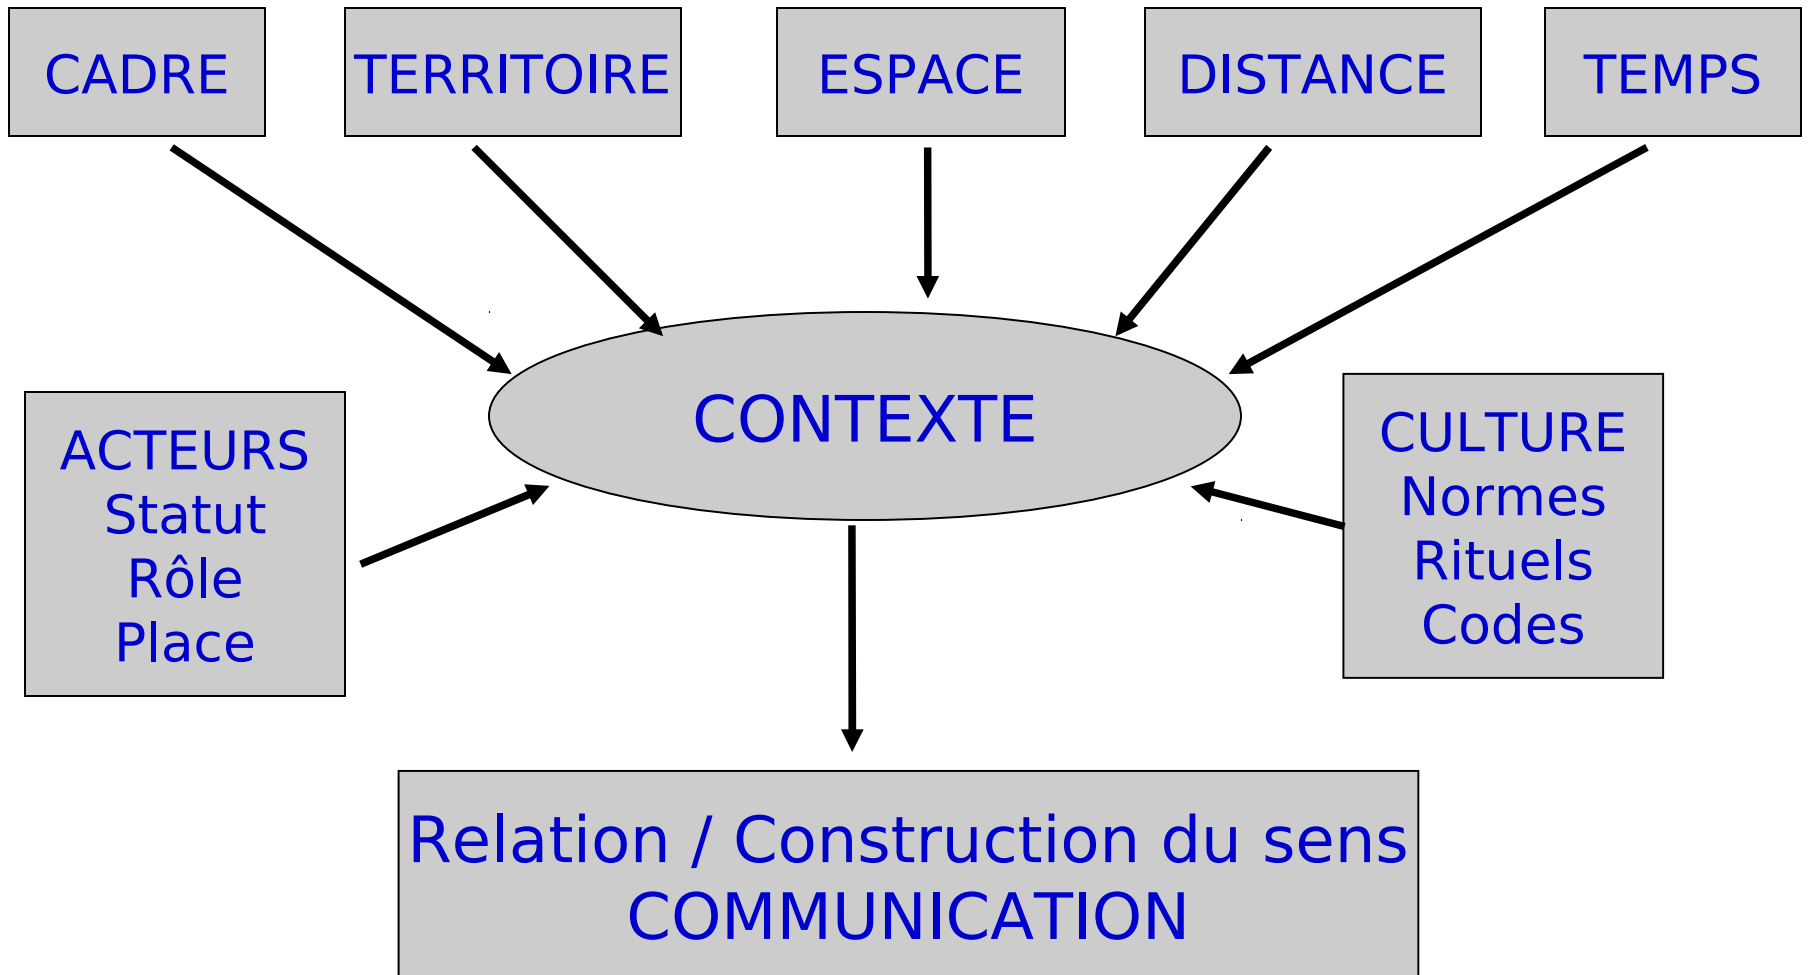 CADRE
TERRITOIRE
ESPACE
DISTANCE
TEMPS
CONTEXTE
ACTEURS
Statut
Rôle
Place
CULTURE
Normes
Rituels
Codes
Relation / Construction du sens
COMMUNICATION